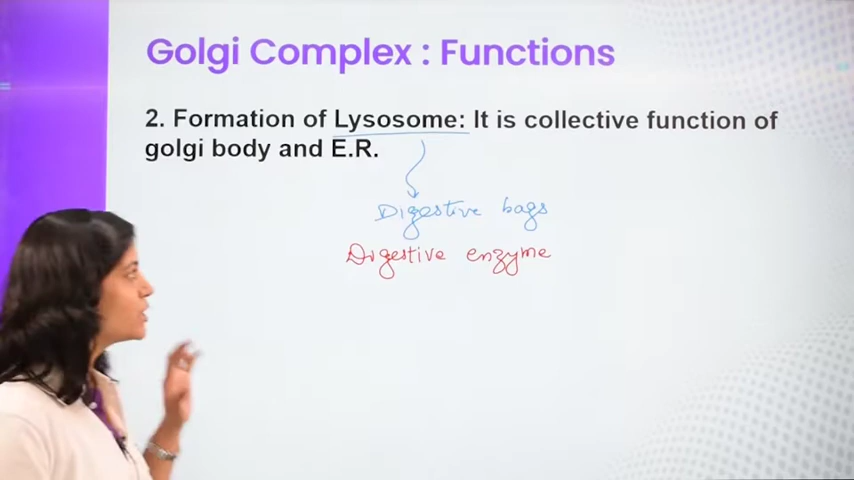 Golgi Complex : Functions
2. Formation of Lysosome: It is collective function of
golgi body and E.R.
Digestive bags
Digestive enzyme